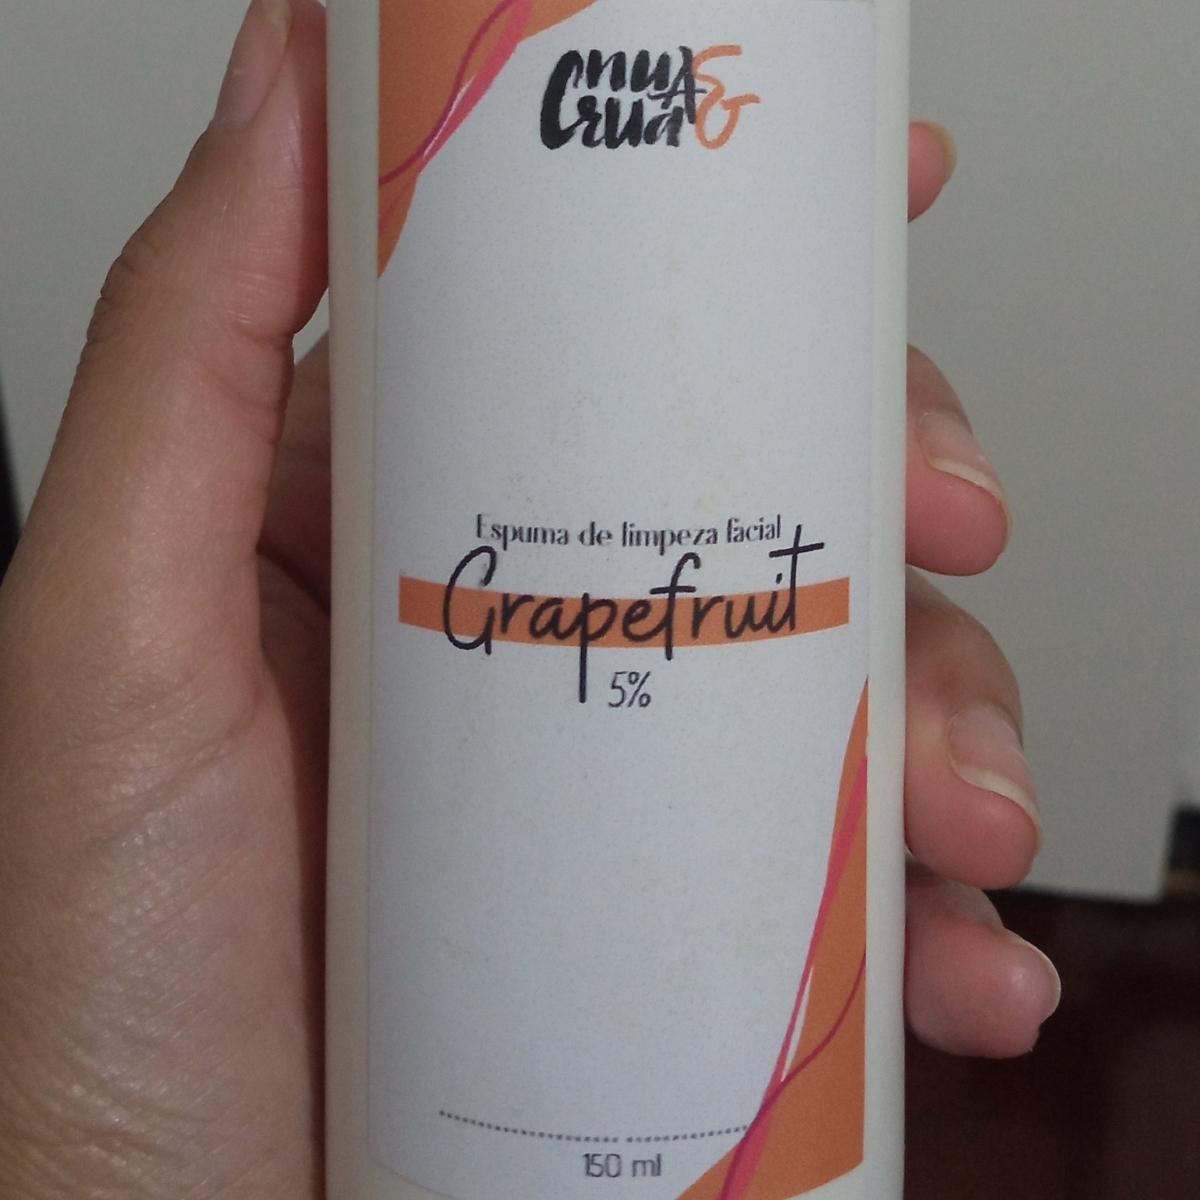 nua &
Crua
Espuma de limpeza facial
Grapefruit
5%
150 ml